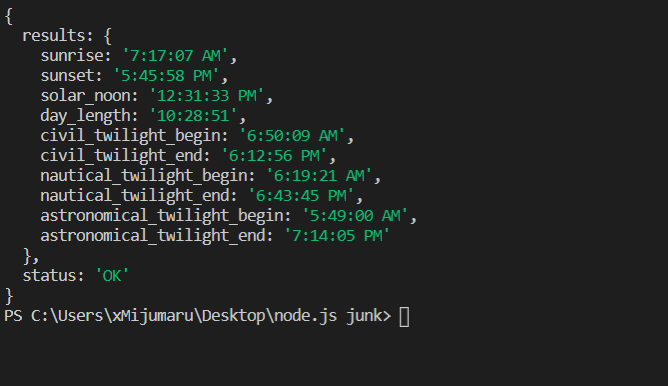 {
  results: {
    sunrise: '7:17:07 AM',
    sunset: '5:45:58 PM',
    solar_noon: '12:31:33 PM',
    day_length: '10:28:51',
    civil_twilight_begin: '6:50:09 AM',
    civil_twilight_end: '6:12:56 PM',
    nautical_twilight_begin: '6:19:21 AM',
    nautical_twilight_end: '6:43:45 PM',
    astronomical_twilight_begin: '5:49:00 AM',
    astronomical_twilight_end: '7:14:05 PM'
  },
  status: 'OK'
}
PS C:\Users\xMijumaru\Desktop\node.js junk>